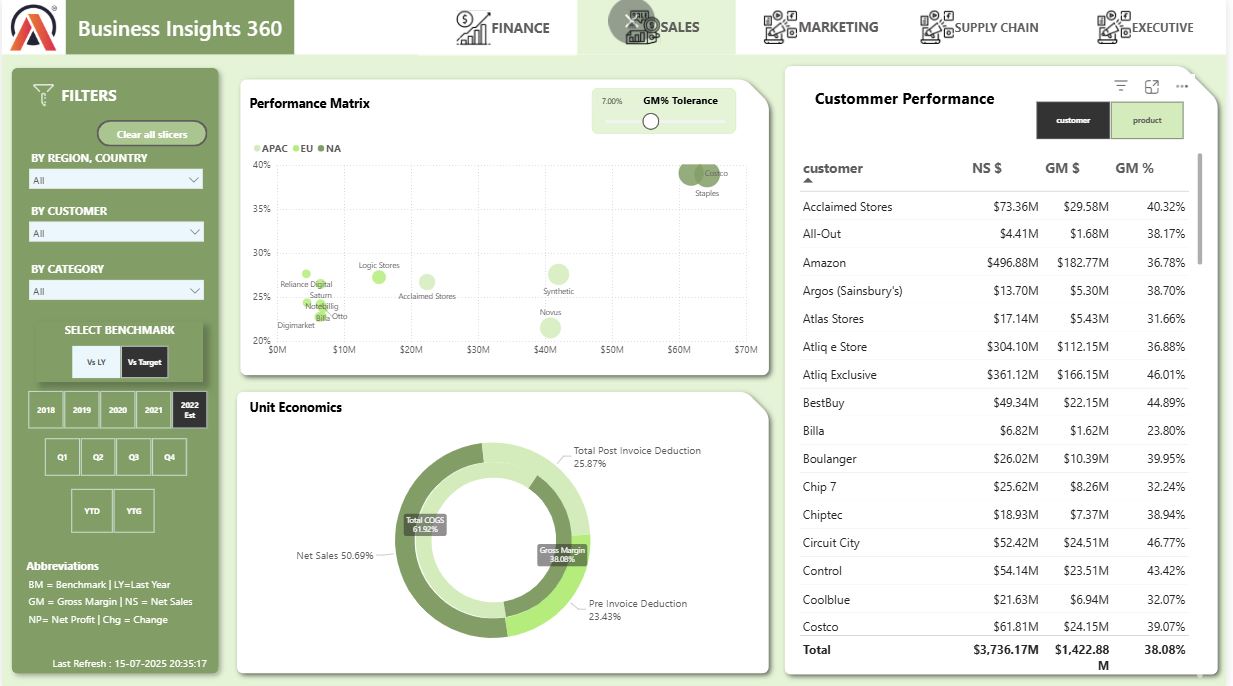 Business Insights 360
FINANCE
SALES
MARKETING
SUPPLY CHAIN
EXECUTIVE
FILTERS
Clear all slicers
BY REGION, COUNTRY
All
BY CUSTOMER
All
BY CATEGORY
All
SELECT BENCHMARK
Vs LY
Vs Target
2018
2019
2020
2021
2022
Est
Q1
Q2
Q3
Q4
YTD
YTG
Abbreviations
BM = Benchmark | LY=Last Year
GM = Gross Margin | NS = Net Sales
NP= Net Profit | Chg = Change
Last Refresh : 15-07-2025 20:35:17
Performance Matrix
7.00%
GM% Tolerance
APAC EU NA
40%
35%
30%
25%
20%
$0M $10M $20M $30M $40M $50M $60M $70M
Costco
Staples
Logic Stores
Reliance Digital
Acclaimed Stores
Synthetic
Saturn
Notebillig
Novus
Billa
Otto
Digimarket
Unit Economics
Total Post Invoice Deduction
25.87%
Total COGS
61.92%
Gross Margin
38.08%
Net Sales 50.69%
Pre Invoice Deduction
23.43%
Custommer Performance
customer
product
customer NS $ GM $ GM %
Acclaimed Stores $73.36M $29.58M 40.32%
All-Out $4.41M $1.68M 38.17%
Amazon $496.88M $182.77M 36.78%
Argos (Sainsbury's) $13.70M $5.30M 38.70%
Atlas Stores $17.14M $5.43M 31.66%
Atliq e Store $304.10M $112.15M 36.88%
Atliq Exclusive $361.12M $166.15M 46.01%
BestBuy $49.34M $22.15M 44.89%
Billa $6.82M $1.62M 23.80%
Boulanger $26.02M $10.39M 39.95%
Chip 7 $25.62M $8.26M 32.24%
Chiptec $18.93M $7.37M 38.94%
Circuit City $52.42M $24.51M 46.77%
Control $54.14M $23.51M 43.42%
Coolblue $21.63M $6.94M 32.07%
Costco $61.81M $24.15M 39.07%
Total $3,736.17M $1,422.88 38.08%
M